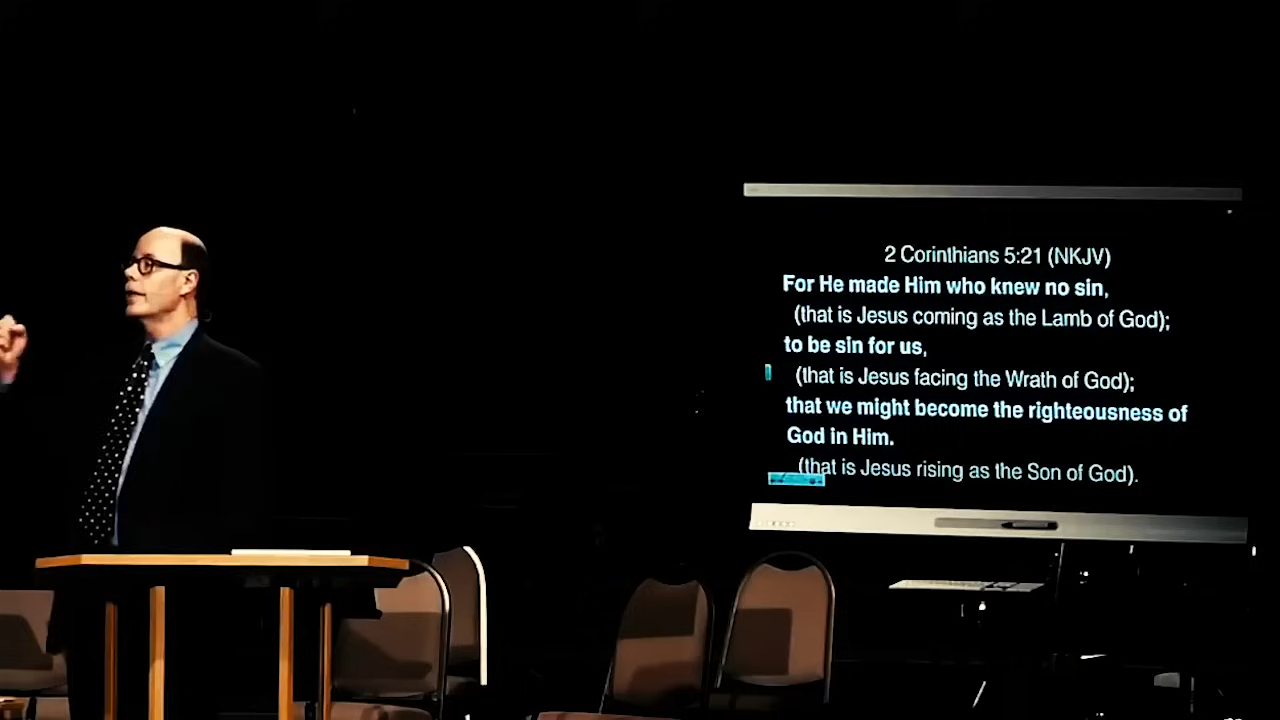 2 Corinthians 5:21 (NKJV)
For He made Him who knew no sin,
(that is Jesus coming as the Lamb of God);
to be sin for us,
(that is Jesus facing the Wrath of God);
that we might become the righteousness of
God in Him.
(that is Jesus rising as the Son of God).